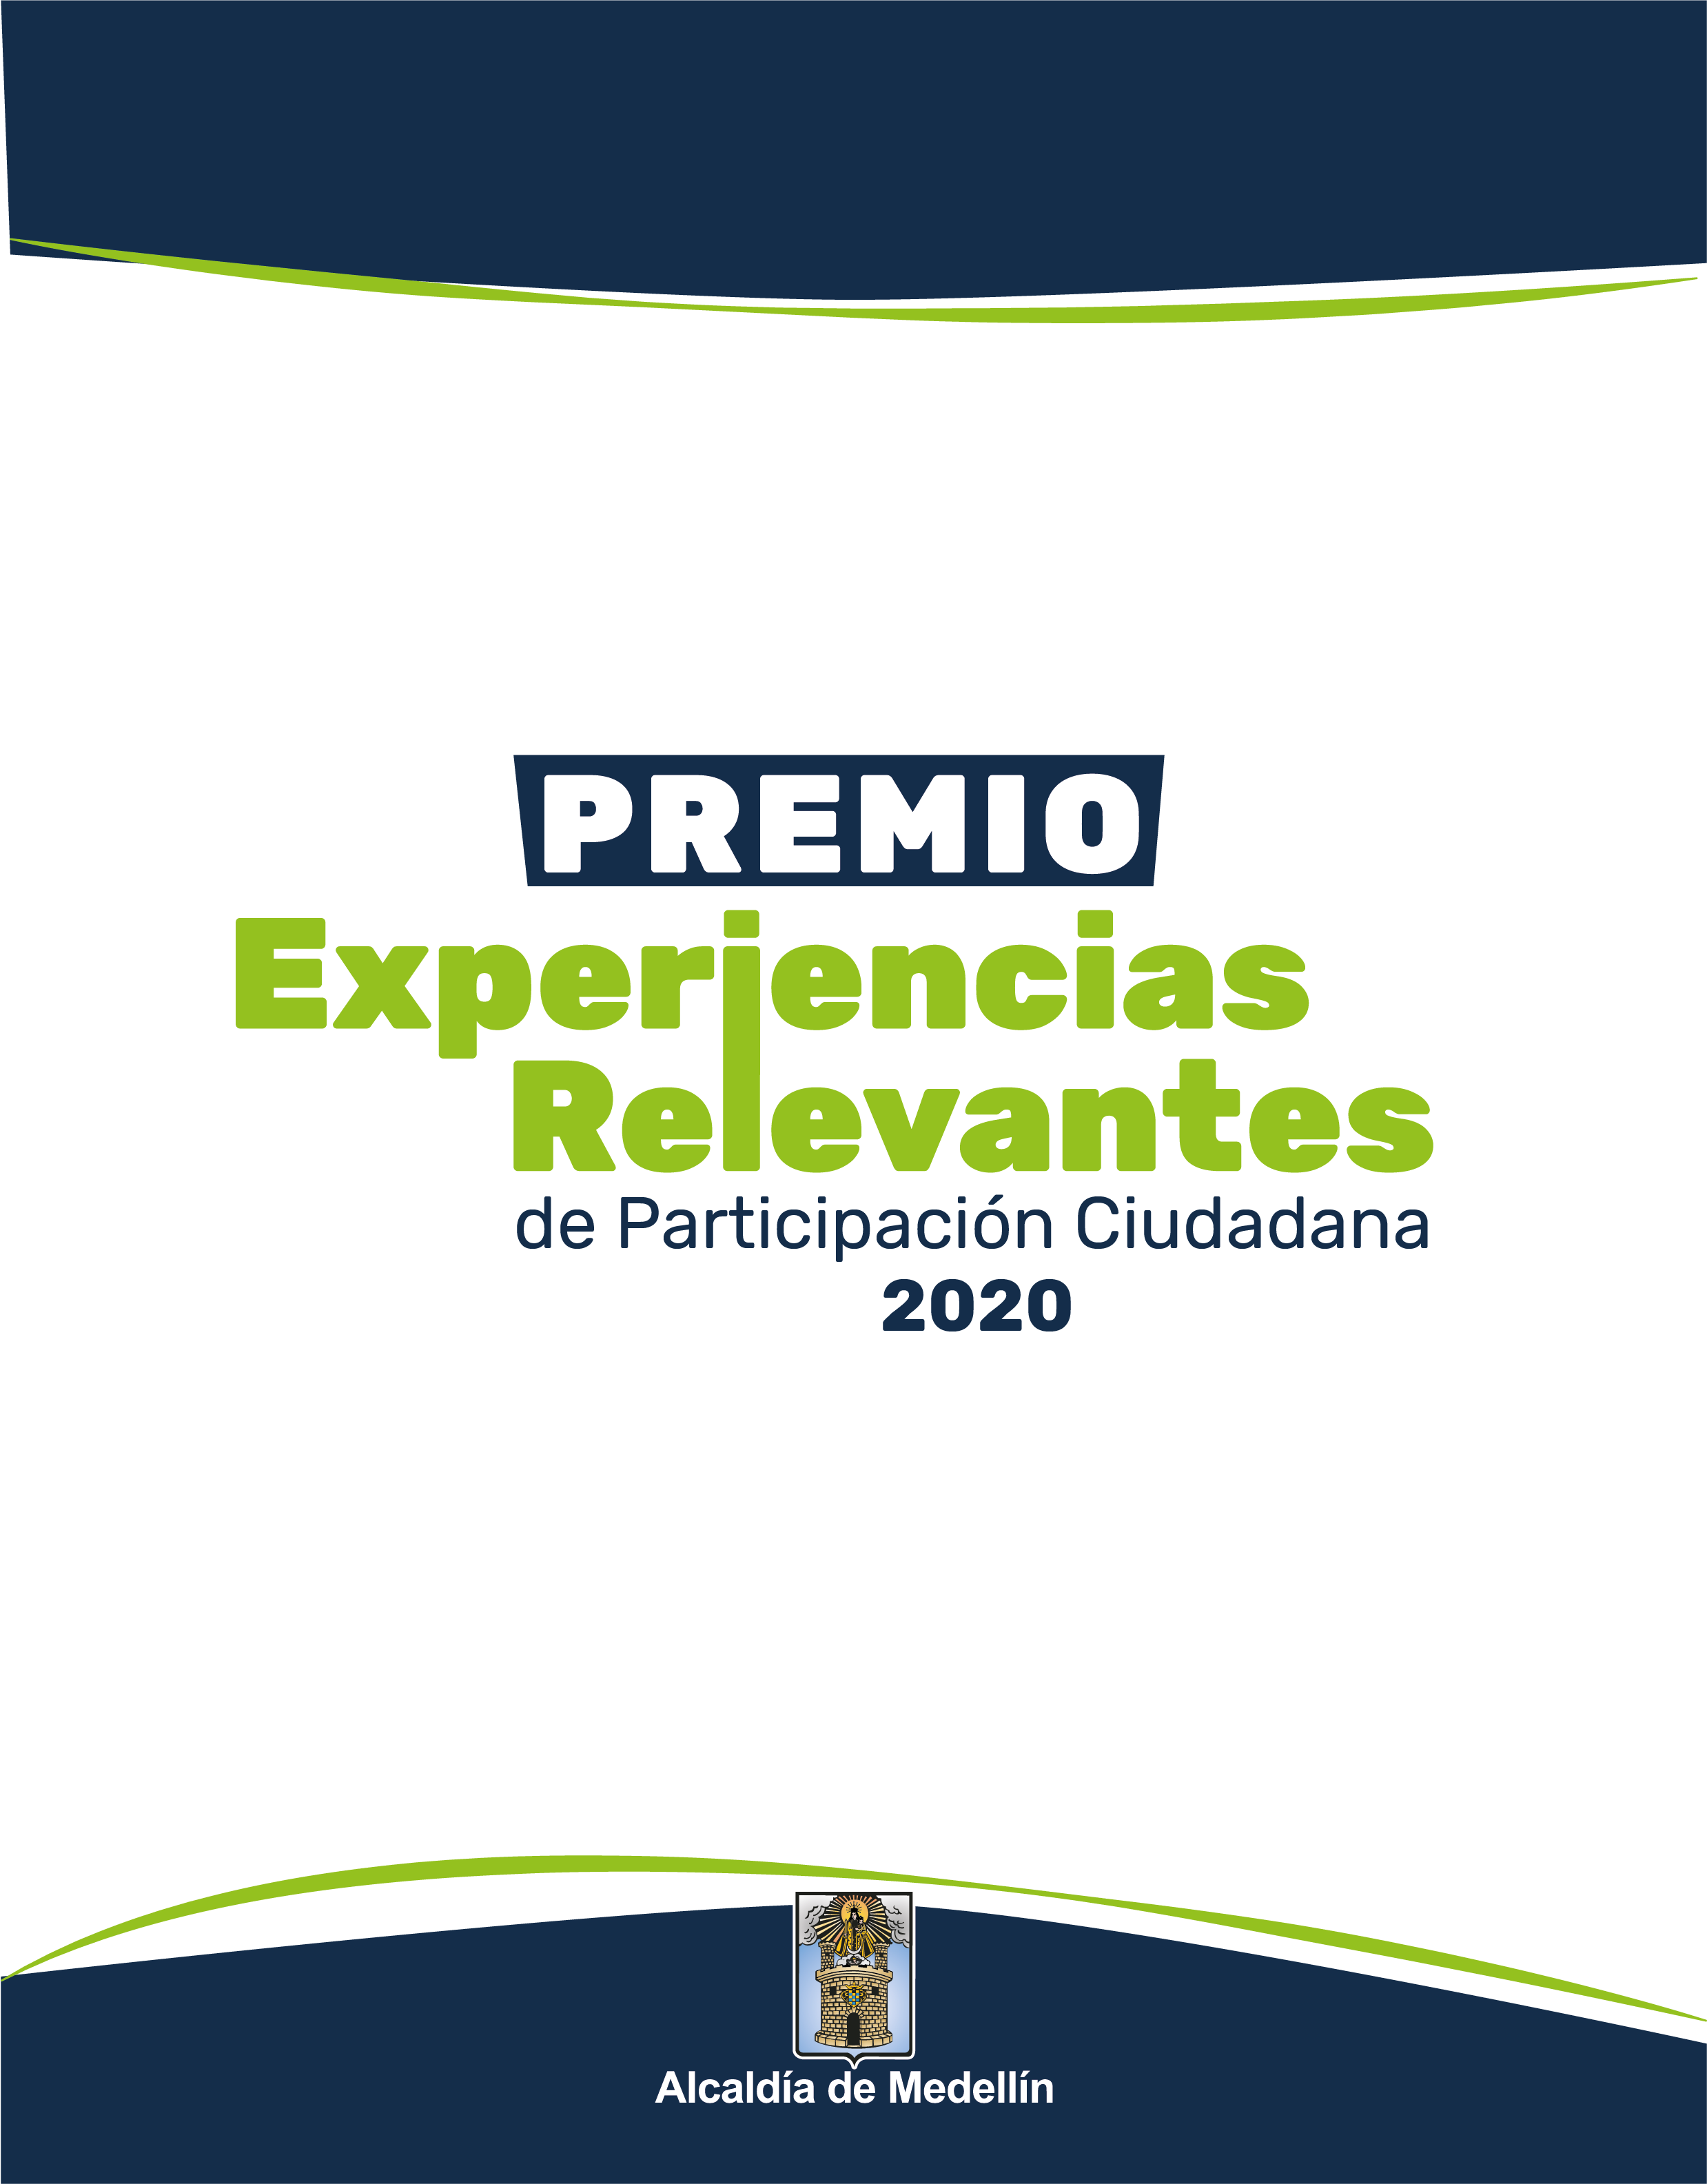 PREMIO
Experiencias
Relevantes
de Participación Ciudadana
2020
Alcaldía de Medellín